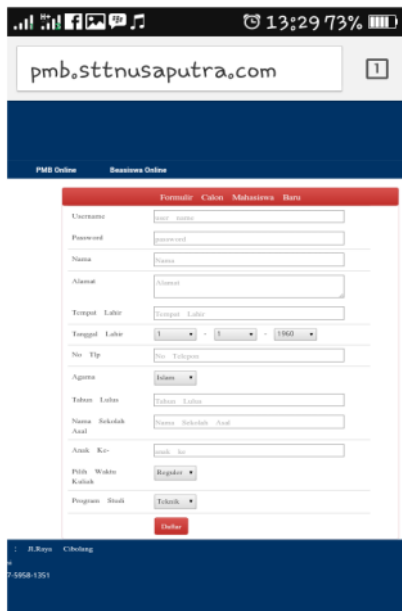 13:29 73%
pmb.sttnusaputra.com
1
PMB Online Beasiswa Online
Formulir Calon Mahasiswa Baru
Username user name
Password password
Nama Nama
Alamat Alamat
Tempat Lahir Tempat Lahir
Tanggal Lahir 1 - 1 - 1960
No Tlp No Telepon
Agama Islam
Tahun Lulus Tahun Lulus
Nama Sekolah Asal Nama Sekolah Asal
Anak Ke- anak ke
Pilih Waktu Kuliah Reguler
Program Studi Teknik
Daftar
: Jl.Raya Cibolang
7-5958-1351